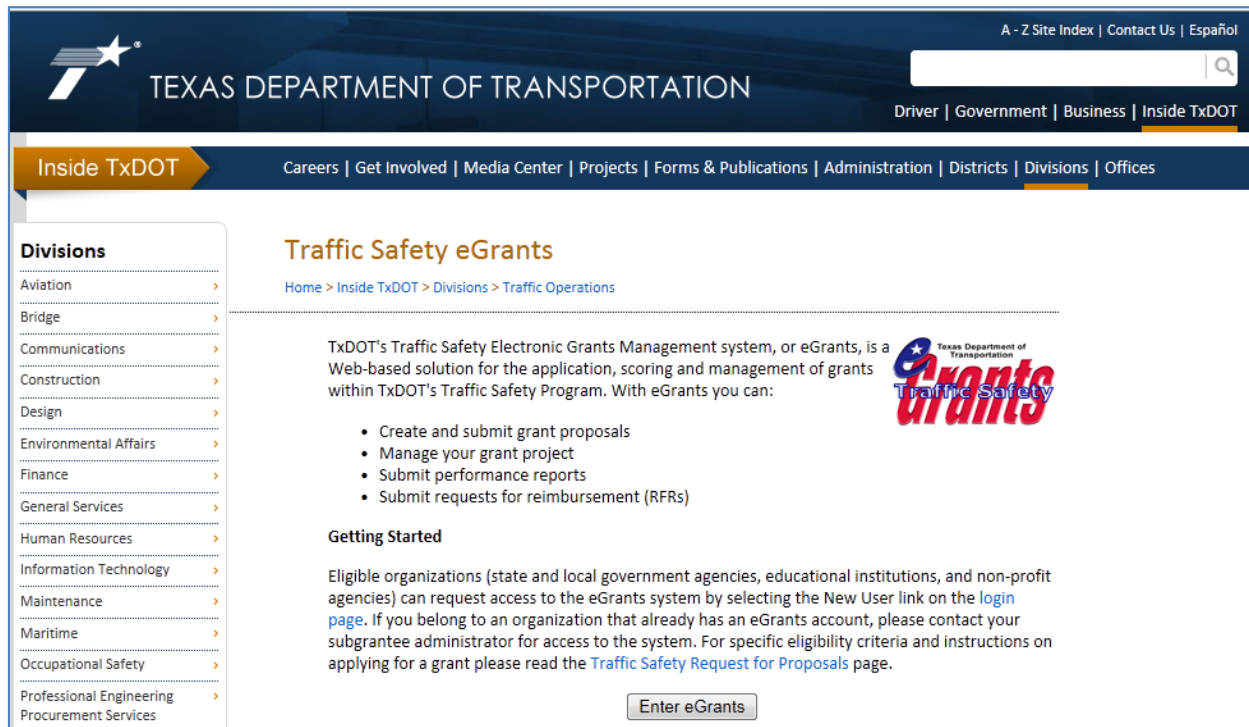 A - Z Site Index | Contact Us | Español
®
TEXAS DEPARTMENT OF TRANSPORTATION
Driver | Government | Business | Inside TxDOT
Inside TxDOT
Careers | Get Involved | Media Center | Projects | Forms & Publications | Administration | Districts | Divisions | Offices
Divisions
Aviation
Bridge
Communications
Construction
Design
Environmental Affairs
Finance
General Services
Human Resources
Information Technology
Maintenance
Maritime
Occupational Safety
Professional Engineering
Procurement Services
Traffic Safety eGrants
Home > Inside TxDOT > Divisions > Traffic Operations
TxDOT's Traffic Safety Electronic Grants Management system, or eGrants, is a
Web-based solution for the application, scoring and management of grants
within TxDOT's Traffic Safety Program. With eGrants you can:
Texas Department of
Transportation
eGrants
Traffic Safety
• Create and submit grant proposals
• Manage your grant project
• Submit performance reports
• Submit requests for reimbursement (RFRs)
Getting Started
Eligible organizations (state and local government agencies, educational institutions, and non-profit
agencies) can request access to the eGrants system by selecting the New User link on the login
page. If you belong to an organization that already has an eGrants account, please contact your
subgrantee administrator for access to the system. For specific eligibility criteria and instructions on
applying for a grant please read the Traffic Safety Request for Proposals page.
Enter eGrants